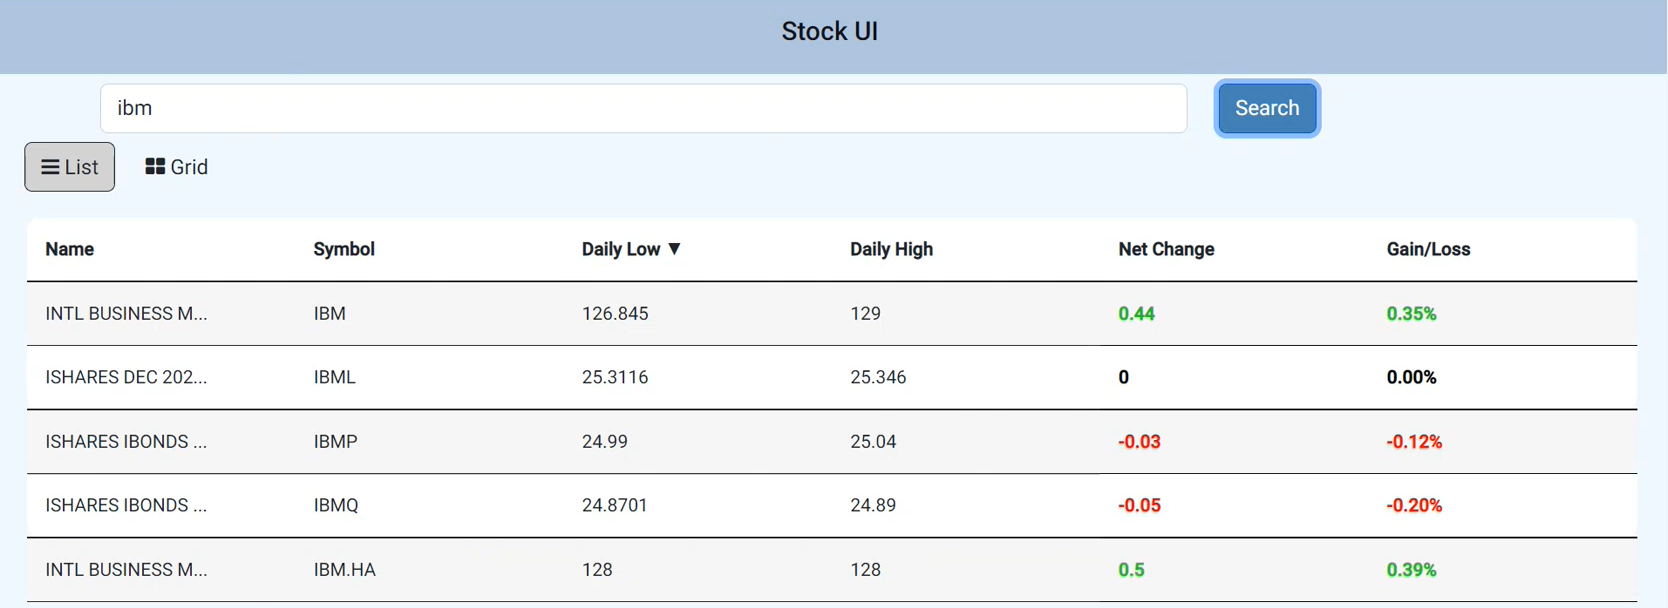 Stock UI
ibm
Search
List Grid
Name Symbol Daily Low ▼ Daily High Net Change Gain/Loss
INTL BUSINESS M... IBM 126.845 129 0.44 0.35%
ISHARES DEC 202... IBML 25.3116 25.346 0 0.00%
ISHARES IBONDS ... IBMP 24.99 25.04 -0.03 -0.12%
ISHARES IBONDS ... IBMQ 24.8701 24.89 -0.05 -0.20%
INTL BUSINESS M... IBM.HA 128 128 0.5 0.39%